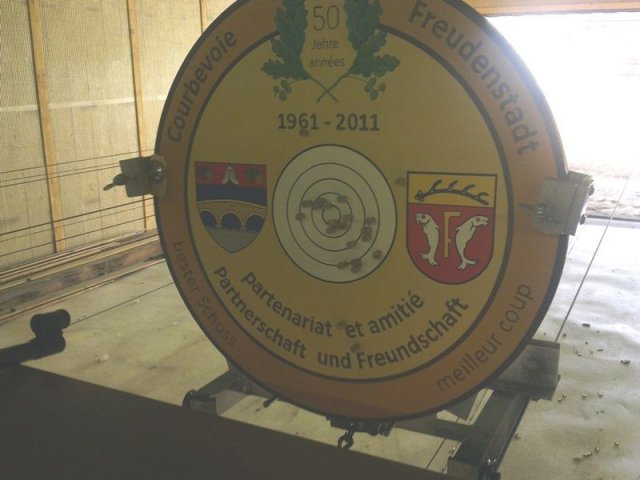 50
Jahre
années
Courbevoie
Freudenstadt
1961 - 2011
F
partenariat et amitié
Partnerschaft und Freundschaft
bester Schuss
meilleur coup